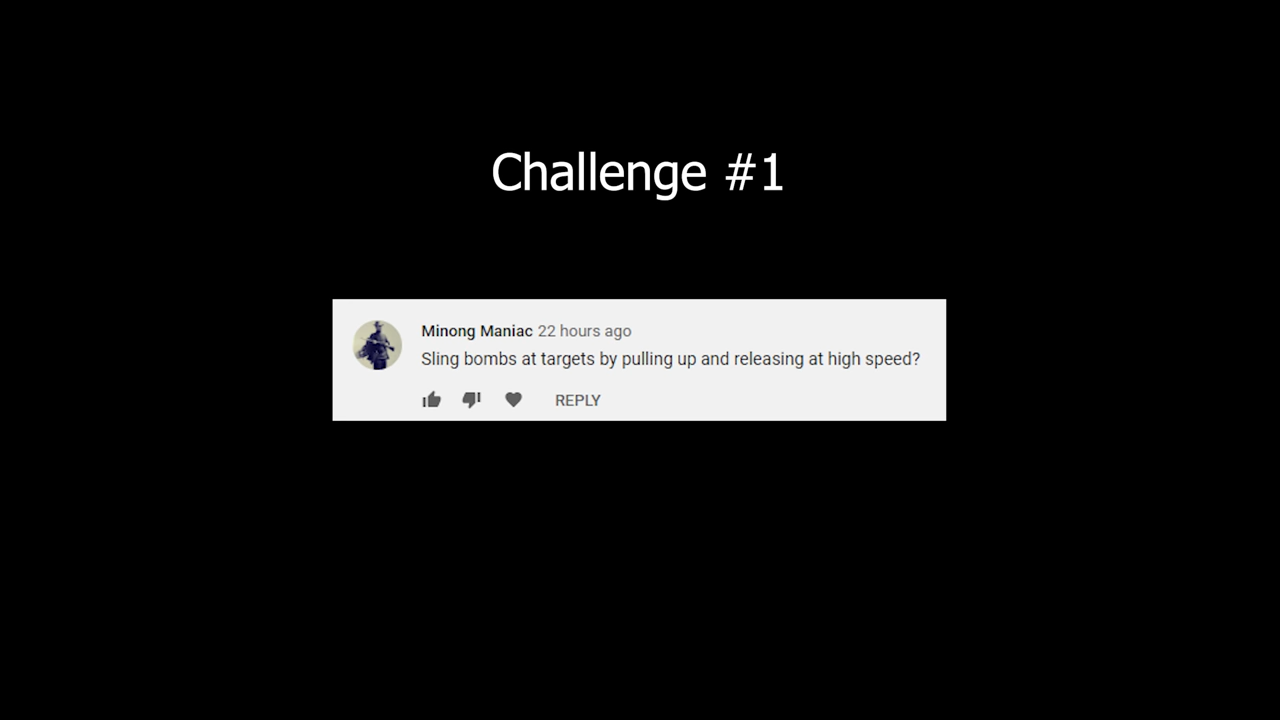 Challenge #1
Minong Maniac 22 hours ago
Sling bombs at targets by pulling up and releasing at high speed?
REPLY